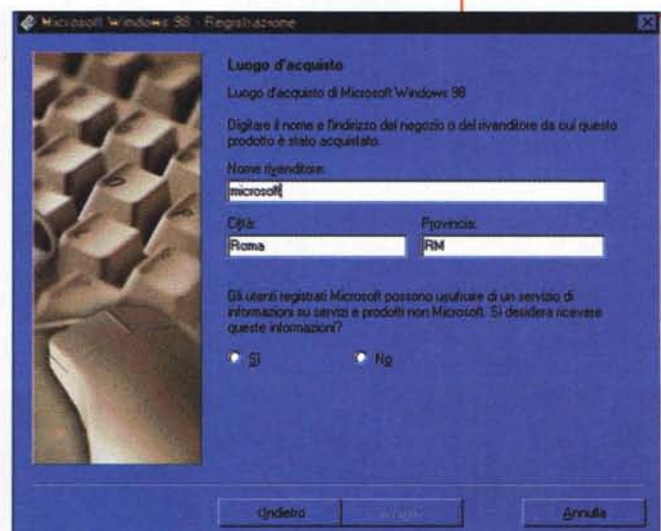 Microsoft Windows 98 - Registrazione
Luogo d'acquisto
Luogo d'acquisto di Microsoft Windows 98
Digitare il nome e l'indirizzo del negozio o del rivenditore da cui questo
prodotto è stato acquistato.
Nome rivenditore:
microsoft
Città: Provincia:
Roma RM
Gli utenti registrati Microsoft possono usufruire di un servizio di
informazioni su servizi e prodotti non Microsoft. Si desidera ricevere
queste informazioni?
Sì No
<Indietro Annulla